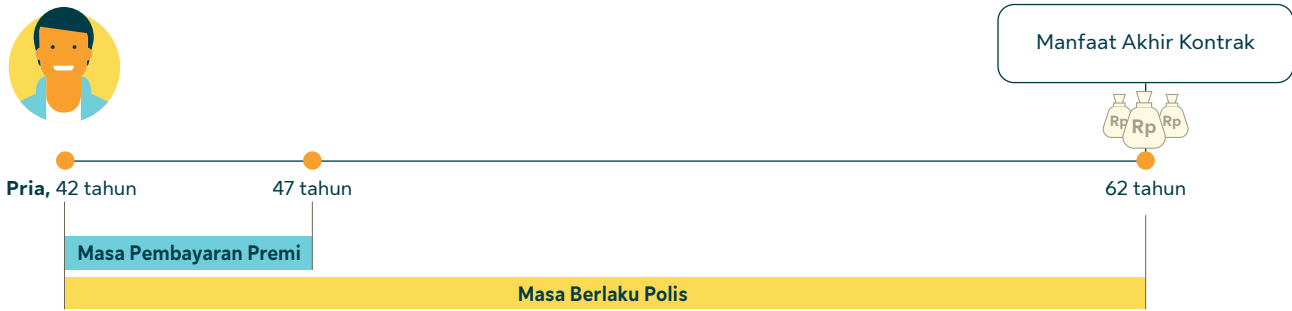 Manfaat Akhir Kontrak
Rp Rp Rp
Pria, 42 tahun
47 tahun
62 tahun
Masa Pembayaran Premi
Masa Berlaku Polis